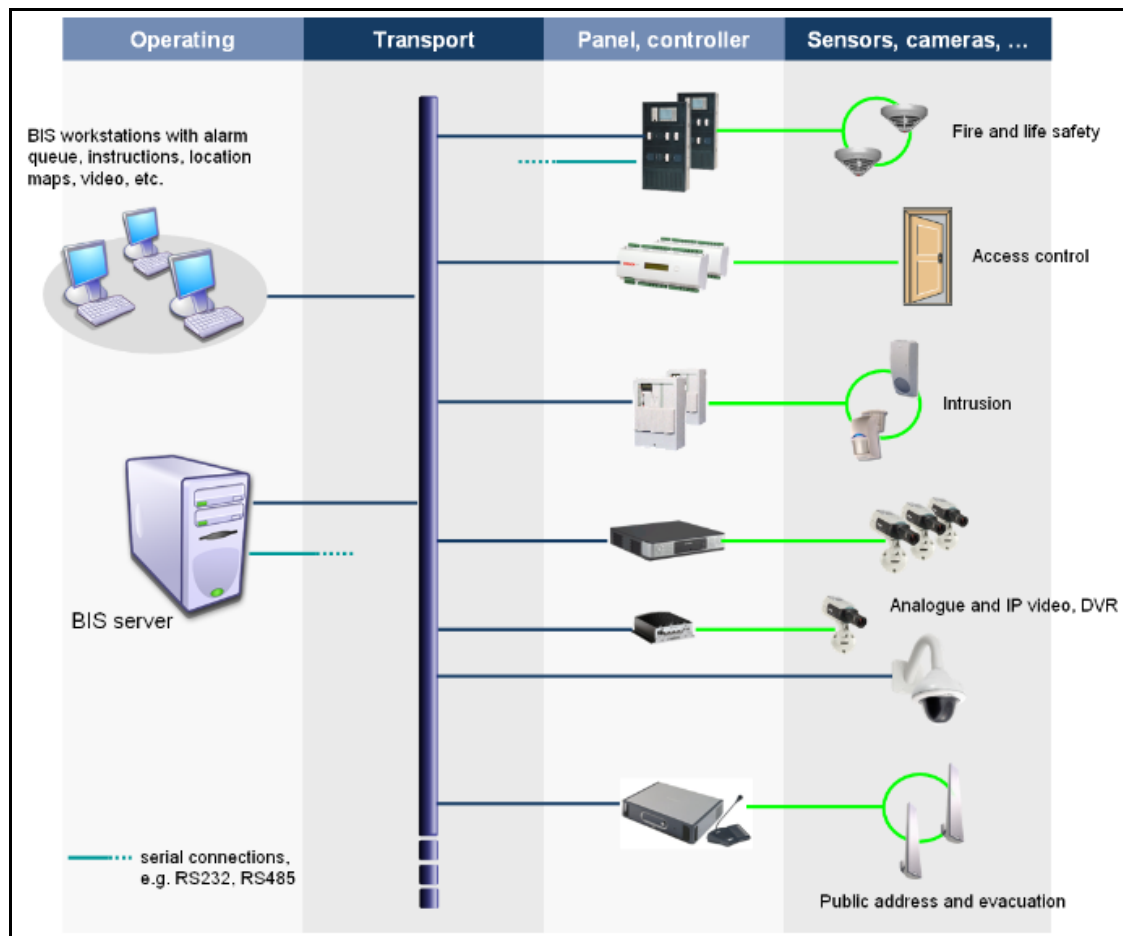 Operating
Transport
Panel, controller
Sensors, cameras, ...
BIS workstations with alarm
queue, instructions, location
maps, video, etc.
Fire and life safety
Access control
Intrusion
BIS server
Analogue and IP video, DVR
serial connections,
e.g. RS232, RS485
Public address and evacuation